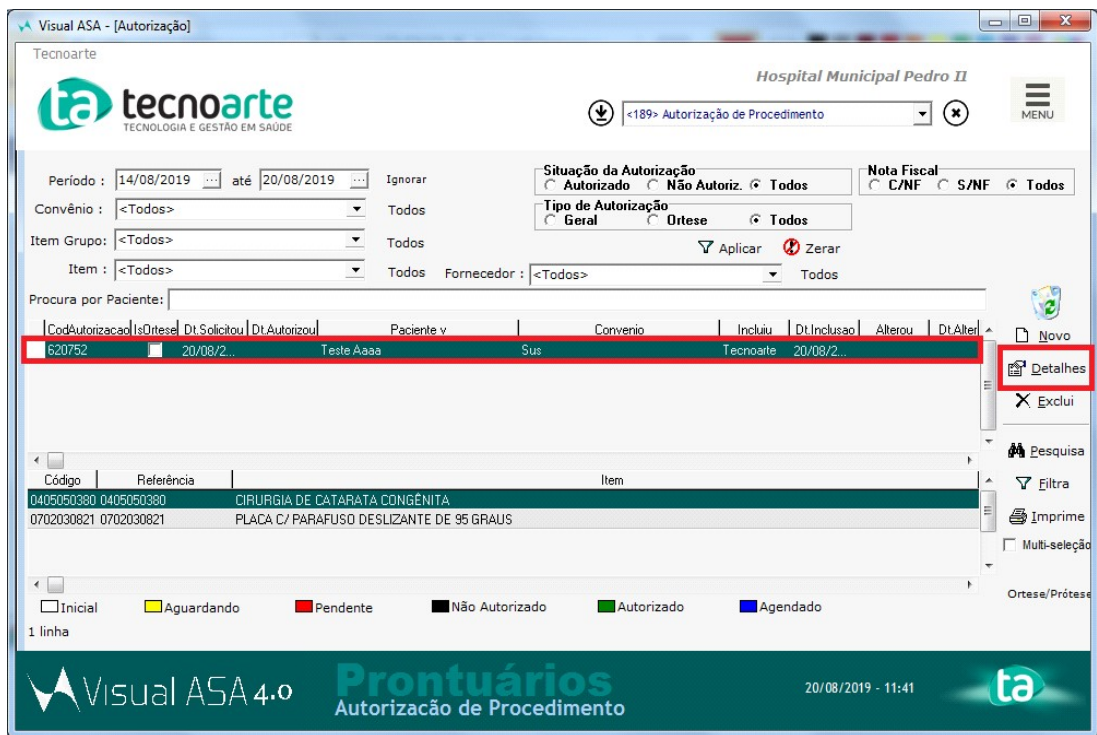 Visual ASA - [Autorização]
Tecnoarte
Hospital Municipal Pedro II
ta tecnoarte
TECNOLOGIA E GESTÃO EM SAÚDE
<189> Autorização de Procedimento
MENU
Período : 14/08/2019 ... até 20/08/2019 ... Ignorar
Situação da Autorização
Autorizado Não Autoriz. Todos
Nota Fiscal
C/NF S/NF Todos
Convênio : <Todos> Todos
Tipo de Autorização
Geral Ortese Todos
Item Grupo: <Todos> Todos
Aplicar Zerar
Item : <Todos> Todos Fornecedor : <Todos> Todos
Procura por Paciente:
CodAutorizacao IsOrtese Dt.Solicitou Dt.Autorizou Paciente v Convenio Incluiu Dt.Inclusao Alterou Dt.Alter
620752 20/08/2... Teste Aaaa Sus Tecnoarte 20/08/2...
Novo
Detalhes
Exclui
Pesquisa
Filtra
Imprime
Multi-seleção
Ortese/Prótese
Código Referência Item
0405050380 0405050380 CIRURGIA DE CATARATA CONGÊNITA
0702030821 0702030821 PLACA C/ PARAFUSO DESLIZANTE DE 95 GRAUS
Inicial Aguardando Pendente Não Autorizado Autorizado Agendado
1 linha
Visual ASA 4.0
Prontuários
Autorizacão de Procedimento
20/08/2019 - 11:41
ta